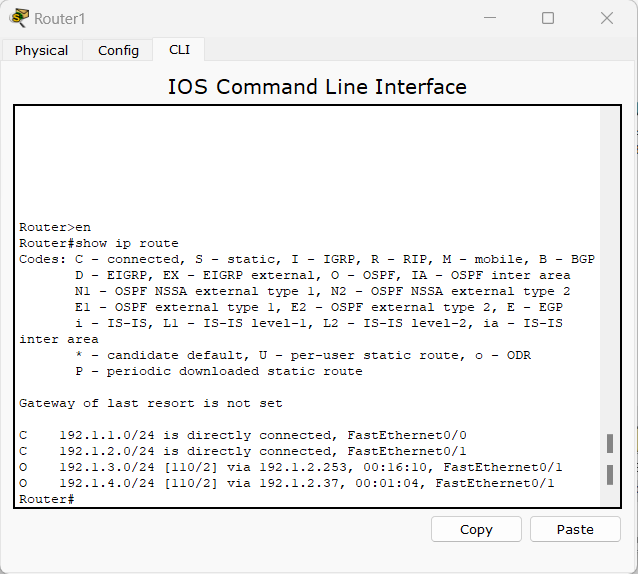 Router1
Physical Config CLI
IOS Command Line Interface
Router>en
Router#show ip route
Codes: C - connected, S - static, I - IGRP, R - RIP, M - mobile, B - BGP
D - EIGRP, EX - EIGRP external, O - OSPF, IA - OSPF inter area
N1 - OSPF NSSA external type 1, N2 - OSPF NSSA external type 2
E1 - OSPF external type 1, E2 - OSPF external type 2, E - EGP
i - IS-IS, L1 - IS-IS level-1, L2 - IS-IS level-2, ia - IS-IS
inter area
* - candidate default, U - per-user static route, o - ODR
P - periodic downloaded static route
Gateway of last resort is not set
C 192.1.1.0/24 is directly connected, FastEthernet0/0
C 192.1.2.0/24 is directly connected, FastEthernet0/1
O 192.1.3.0/24 [110/2] via 192.1.2.253, 00:16:10, FastEthernet0/1
O 192.1.4.0/24 [110/2] via 192.1.2.37, 00:01:04, FastEthernet0/1
Router#
Copy Paste